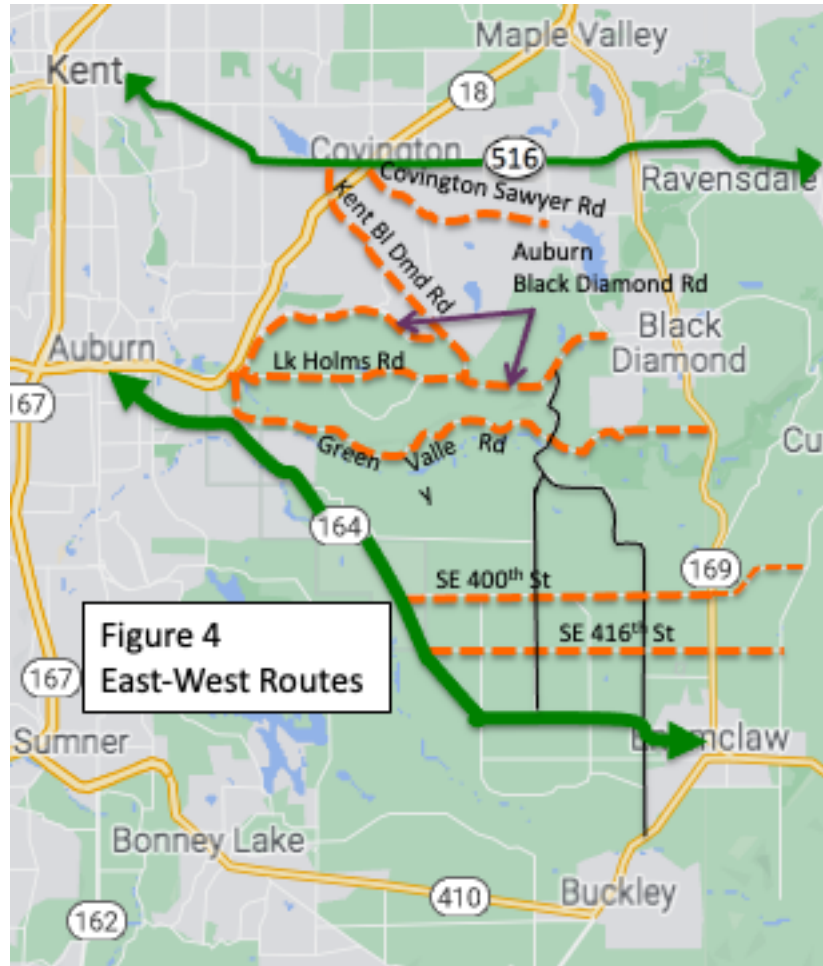 Maple Valley
Kent
18
Covington
516
Ravensdale
Covington Sawyer Rd
Kent Bl Dmd Rd
Auburn
Black Diamond Rd
Black
Diamond
Auburn
Lk Holms Rd
167
Green Valle Rd
y
Cu
164
SE 400th St
169
SE 416th St
Figure 4
East-West Routes
167
Sumner
Bonney Lake
410
Buckley
162